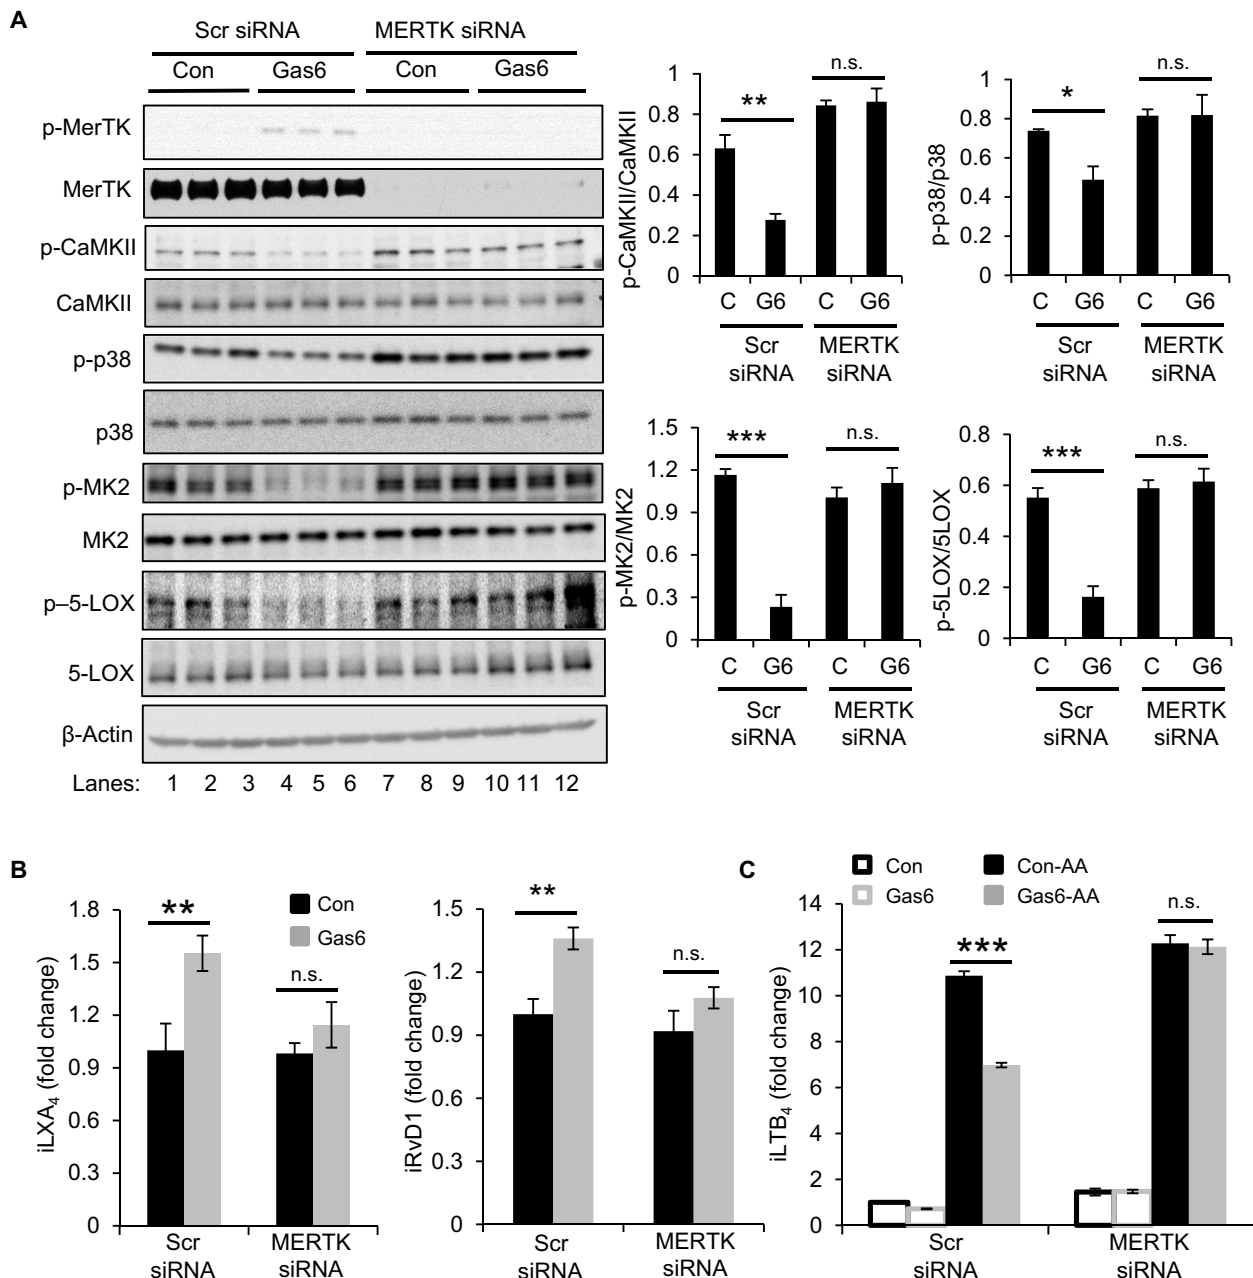 A
Scr siRNA MERTK siRNA
Con Gas6 Con Gas6
p-MerTK
MerTK
p-CaMKII
CaMKII
p-p38
p38
p-MK2
MK2
p–5-LOX
5-LOX
β-Actin
Lanes: 1 2 3 4 5 6 7 8 9 10 11 12
p-CaMKII/CaMKII
1
0.8
0.6
0.4
0.2
0
** n.s.
C G6 C G6
Scr MERTK
siRNA siRNA
p-p38/p38
1
0.8
0.6
0.4
0.2
0
* n.s.
C G6 C G6
Scr MERTK
siRNA siRNA
p-MK2/MK2
1.5
1.2
0.9
0.6
0.3
0
*** n.s.
C G6 C G6
Scr MERTK
siRNA siRNA
p-5LOX/5LOX
0.8
0.6
0.4
0.2
0
*** n.s.
C G6 C G6
Scr MERTK
siRNA siRNA
B
iLXA4 (fold change)
1.8
1.5
1.2
0.9
0.6
0.3
0
** n.s.
Con
Gas6
Scr MERTK
siRNA siRNA
iRvD1 (fold change)
1.5
1.2
0.9
0.6
0.3
0
** n.s.
Scr MERTK
siRNA siRNA
C
Con Con-AA
Gas6 Gas6-AA
iLTB4 (fold change)
14
12
10
8
6
4
2
0
*** n.s.
Scr MERTK
siRNA siRNA